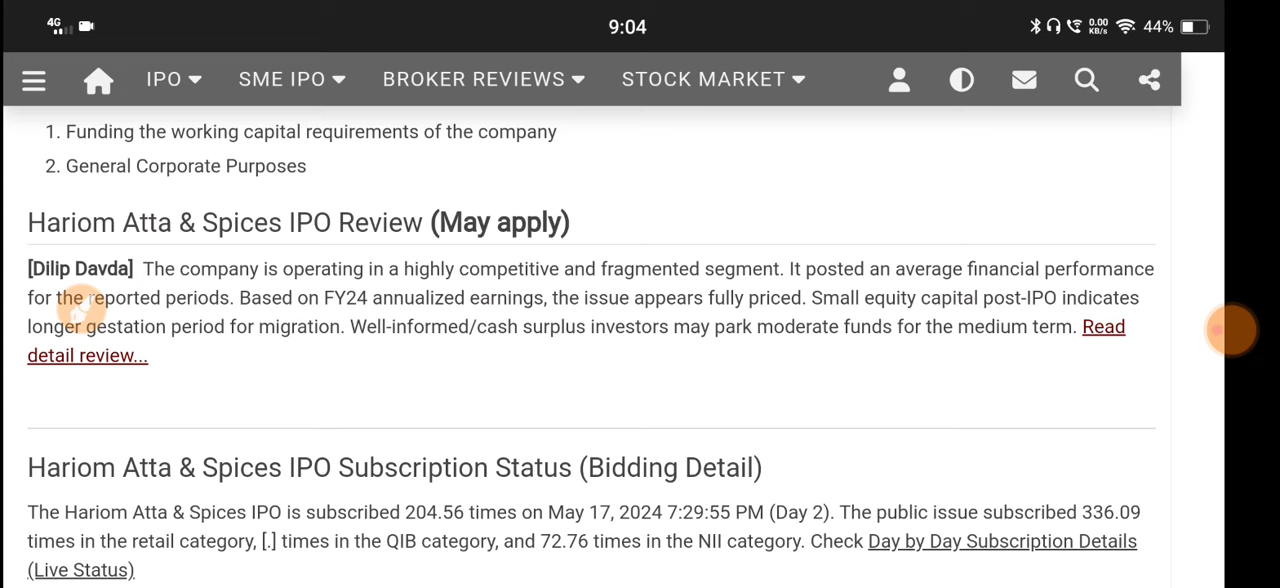 4G 9:04 0.00 KB/s 44%
IPO SME IPO BROKER REVIEWS STOCK MARKET
1. Funding the working capital requirements of the company
2. General Corporate Purposes
Hariom Atta & Spices IPO Review (May apply)
[Dilip Davda] The company is operating in a highly competitive and fragmented segment. It posted an average financial performance
for the reported periods. Based on FY24 annualized earnings, the issue appears fully priced. Small equity capital post-IPO indicates
longer gestation period for migration. Well-informed/cash surplus investors may park moderate funds for the medium term. Read
detail review...
Hariom Atta & Spices IPO Subscription Status (Bidding Detail)
The Hariom Atta & Spices IPO is subscribed 204.56 times on May 17, 2024 7:29:55 PM (Day 2). The public issue subscribed 336.09
times in the retail category, [.] times in the QIB category, and 72.76 times in the NII category. Check Day by Day Subscription Details
(Live Status)